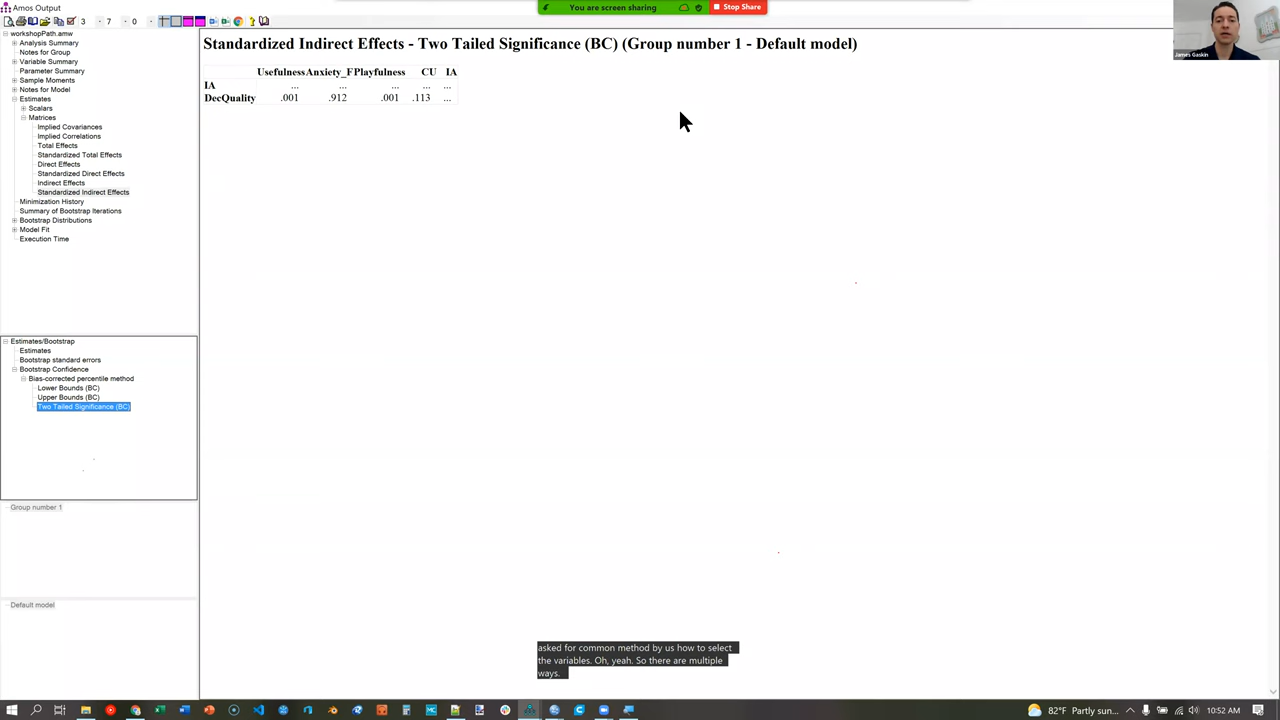 Amos Output
You are screen sharing
Stop Share
3 7 0
James Gaskin
workshopPath.amw
Analysis Summary
Notes for Group
Variable Summary
Parameter Summary
Sample Moments
Notes for Model
Estimates
Scalars
Matrices
Implied Covariances
Implied Correlations
Total Effects
Standardized Total Effects
Direct Effects
Standardized Direct Effects
Indirect Effects
Standardized Indirect Effects
Minimization History
Summary of Bootstrap Iterations
Bootstrap Distributions
Model Fit
Execution Time
Estimates/Bootstrap
Estimates
Bootstrap standard errors
Bootstrap Confidence
Bias-corrected percentile method
Lower Bounds (BC)
Upper Bounds (BC)
Two Tailed Significance (BC)
Group number 1
Default model
Standardized Indirect Effects - Two Tailed Significance (BC) (Group number 1 - Default model)
Usefulness Anxiety_F Playfulness CU IA
IA ... ... ... ... ...
DecQuality .001 .912 .001 .113 ...
asked for common method by us how to select
the variables. Oh, yeah. So there are multiple
ways.
82°F Partly sun...
10:52 AM